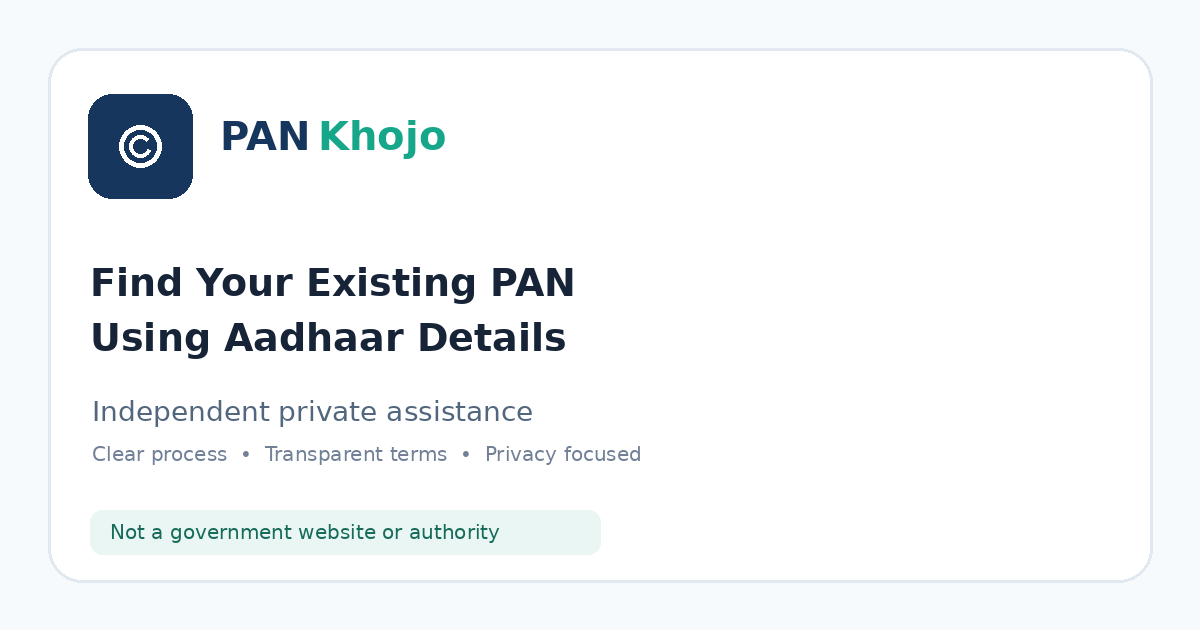 ©
PAN Khojo
Find Your Existing PAN
Using Aadhaar Details
Independent private assistance
Clear process • Transparent terms • Privacy focused
Not a government website or authority